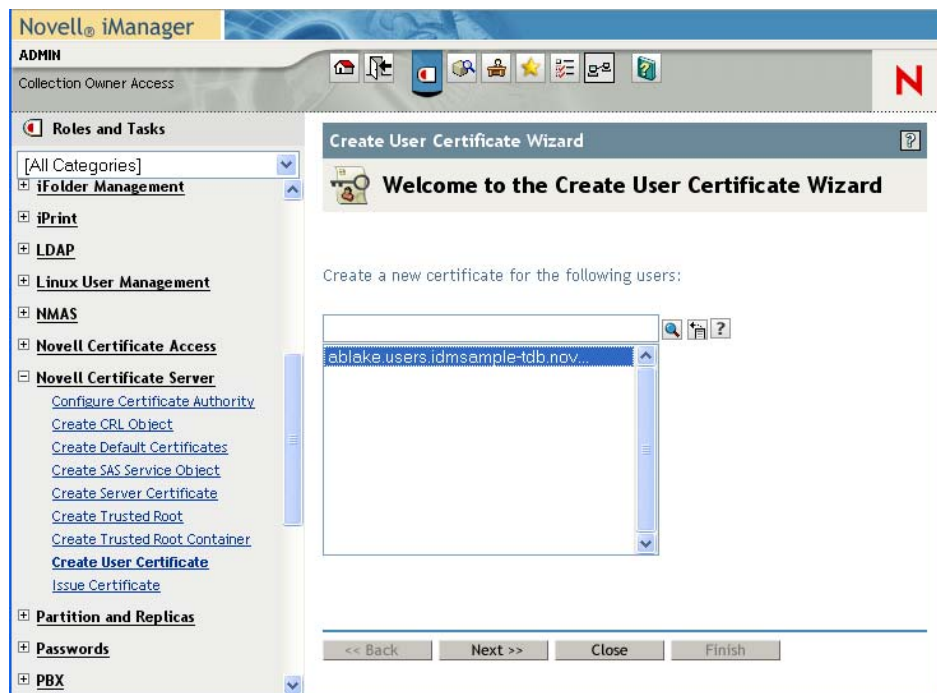 Novell® iManager
ADMIN
Collection Owner Access
N
Roles and Tasks
[All Categories]
iFolder Management
iPrint
LDAP
Linux User Management
NMAS
Novell Certificate Access
Novell Certificate Server
Configure Certificate Authority
Create CRL Object
Create Default Certificates
Create SAS Service Object
Create Server Certificate
Create Trusted Root
Create Trusted Root Container
Create User Certificate
Issue Certificate
Partition and Replicas
Passwords
PBX
Create User Certificate Wizard
?
Welcome to the Create User Certificate Wizard
Create a new certificate for the following users:
?
ablake.users.idmsample-tdb.nov...
<< Back Next >> Close Finish